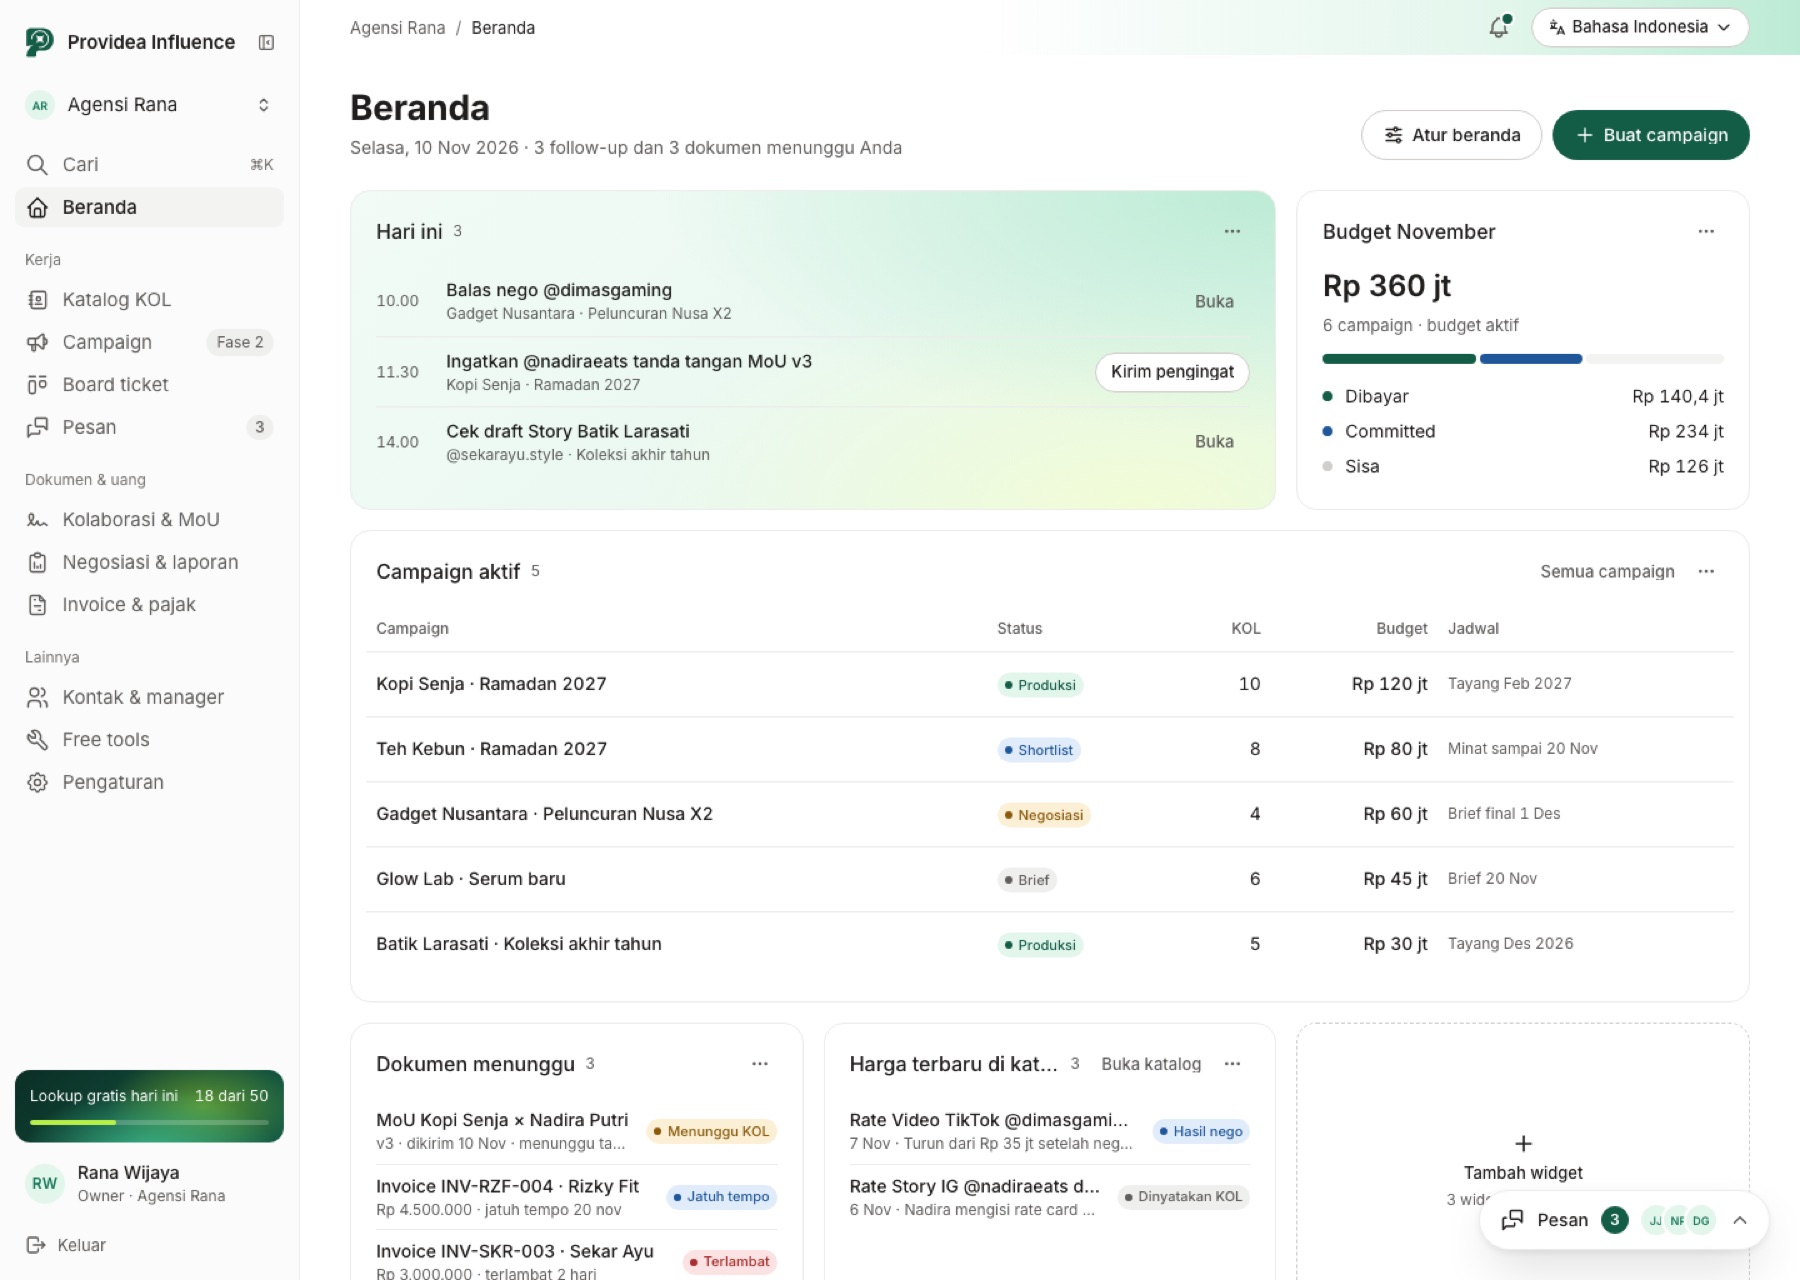 Providea Influence
AR Agensi Rana
Cari ⌘K
Beranda
Kerja
Katalog KOL
Campaign Fase 2
Board ticket
Pesan 3
Dokumen & uang
Kolaborasi & MoU
Negosiasi & laporan
Invoice & pajak
Lainnya
Kontak & manager
Free tools
Pengaturan
Lookup gratis hari ini 18 dari 50
RW Rana Wijaya
Owner · Agensi Rana
Keluar
Agensi Rana / Beranda
Bahasa Indonesia
Beranda
Selasa, 10 Nov 2026 · 3 follow-up dan 3 dokumen menunggu Anda
Atur beranda
Buat campaign
Hari ini 3
10.00 Balas nego @dimasgaming Buka
Gadget Nusantara · Peluncuran Nusa X2
11.30 Ingatkan @nadiraeats tanda tangan MoU v3 Kirim pengingat
Kopi Senja · Ramadan 2027
14.00 Cek draft Story Batik Larasati Buka
@sekarayu.style · Koleksi akhir tahun
Budget November
Rp 360 jt
6 campaign · budget aktif
Dibayar Rp 140,4 jt
Committed Rp 234 jt
Sisa Rp 126 jt
Campaign aktif 5 Semua campaign
Campaign Status KOL Budget Jadwal
Kopi Senja · Ramadan 2027 Produksi 10 Rp 120 jt Tayang Feb 2027
Teh Kebun · Ramadan 2027 Shortlist 8 Rp 80 jt Minat sampai 20 Nov
Gadget Nusantara · Peluncuran Nusa X2 Negosiasi 4 Rp 60 jt Brief final 1 Des
Glow Lab · Serum baru Brief 6 Rp 45 jt Brief 20 Nov
Batik Larasati · Koleksi akhir tahun Produksi 5 Rp 30 jt Tayang Des 2026
Dokumen menunggu 3
MoU Kopi Senja × Nadira Putri Menunggu KOL
v3 · dikirim 10 Nov · menunggu ta...
Invoice INV-RZF-004 · Rizky Fit Jatuh tempo
Rp 4.500.000 · jatuh tempo 20 nov
Invoice INV-SKR-003 · Sekar Ayu Terlambat
Rp 3.000.000 · terlambat 2 hari
Harga terbaru di kat... 3 Buka katalog
Rate Video TikTok @dimasgami... Hasil nego
7 Nov · Turun dari Rp 35 jt setelah neg...
Rate Story IG @nadiraeats d... Dinyatakan KOL
6 Nov · Nadira mengisi rate card ...
Tambah widget
3
Pesan 3 JJ NF DG